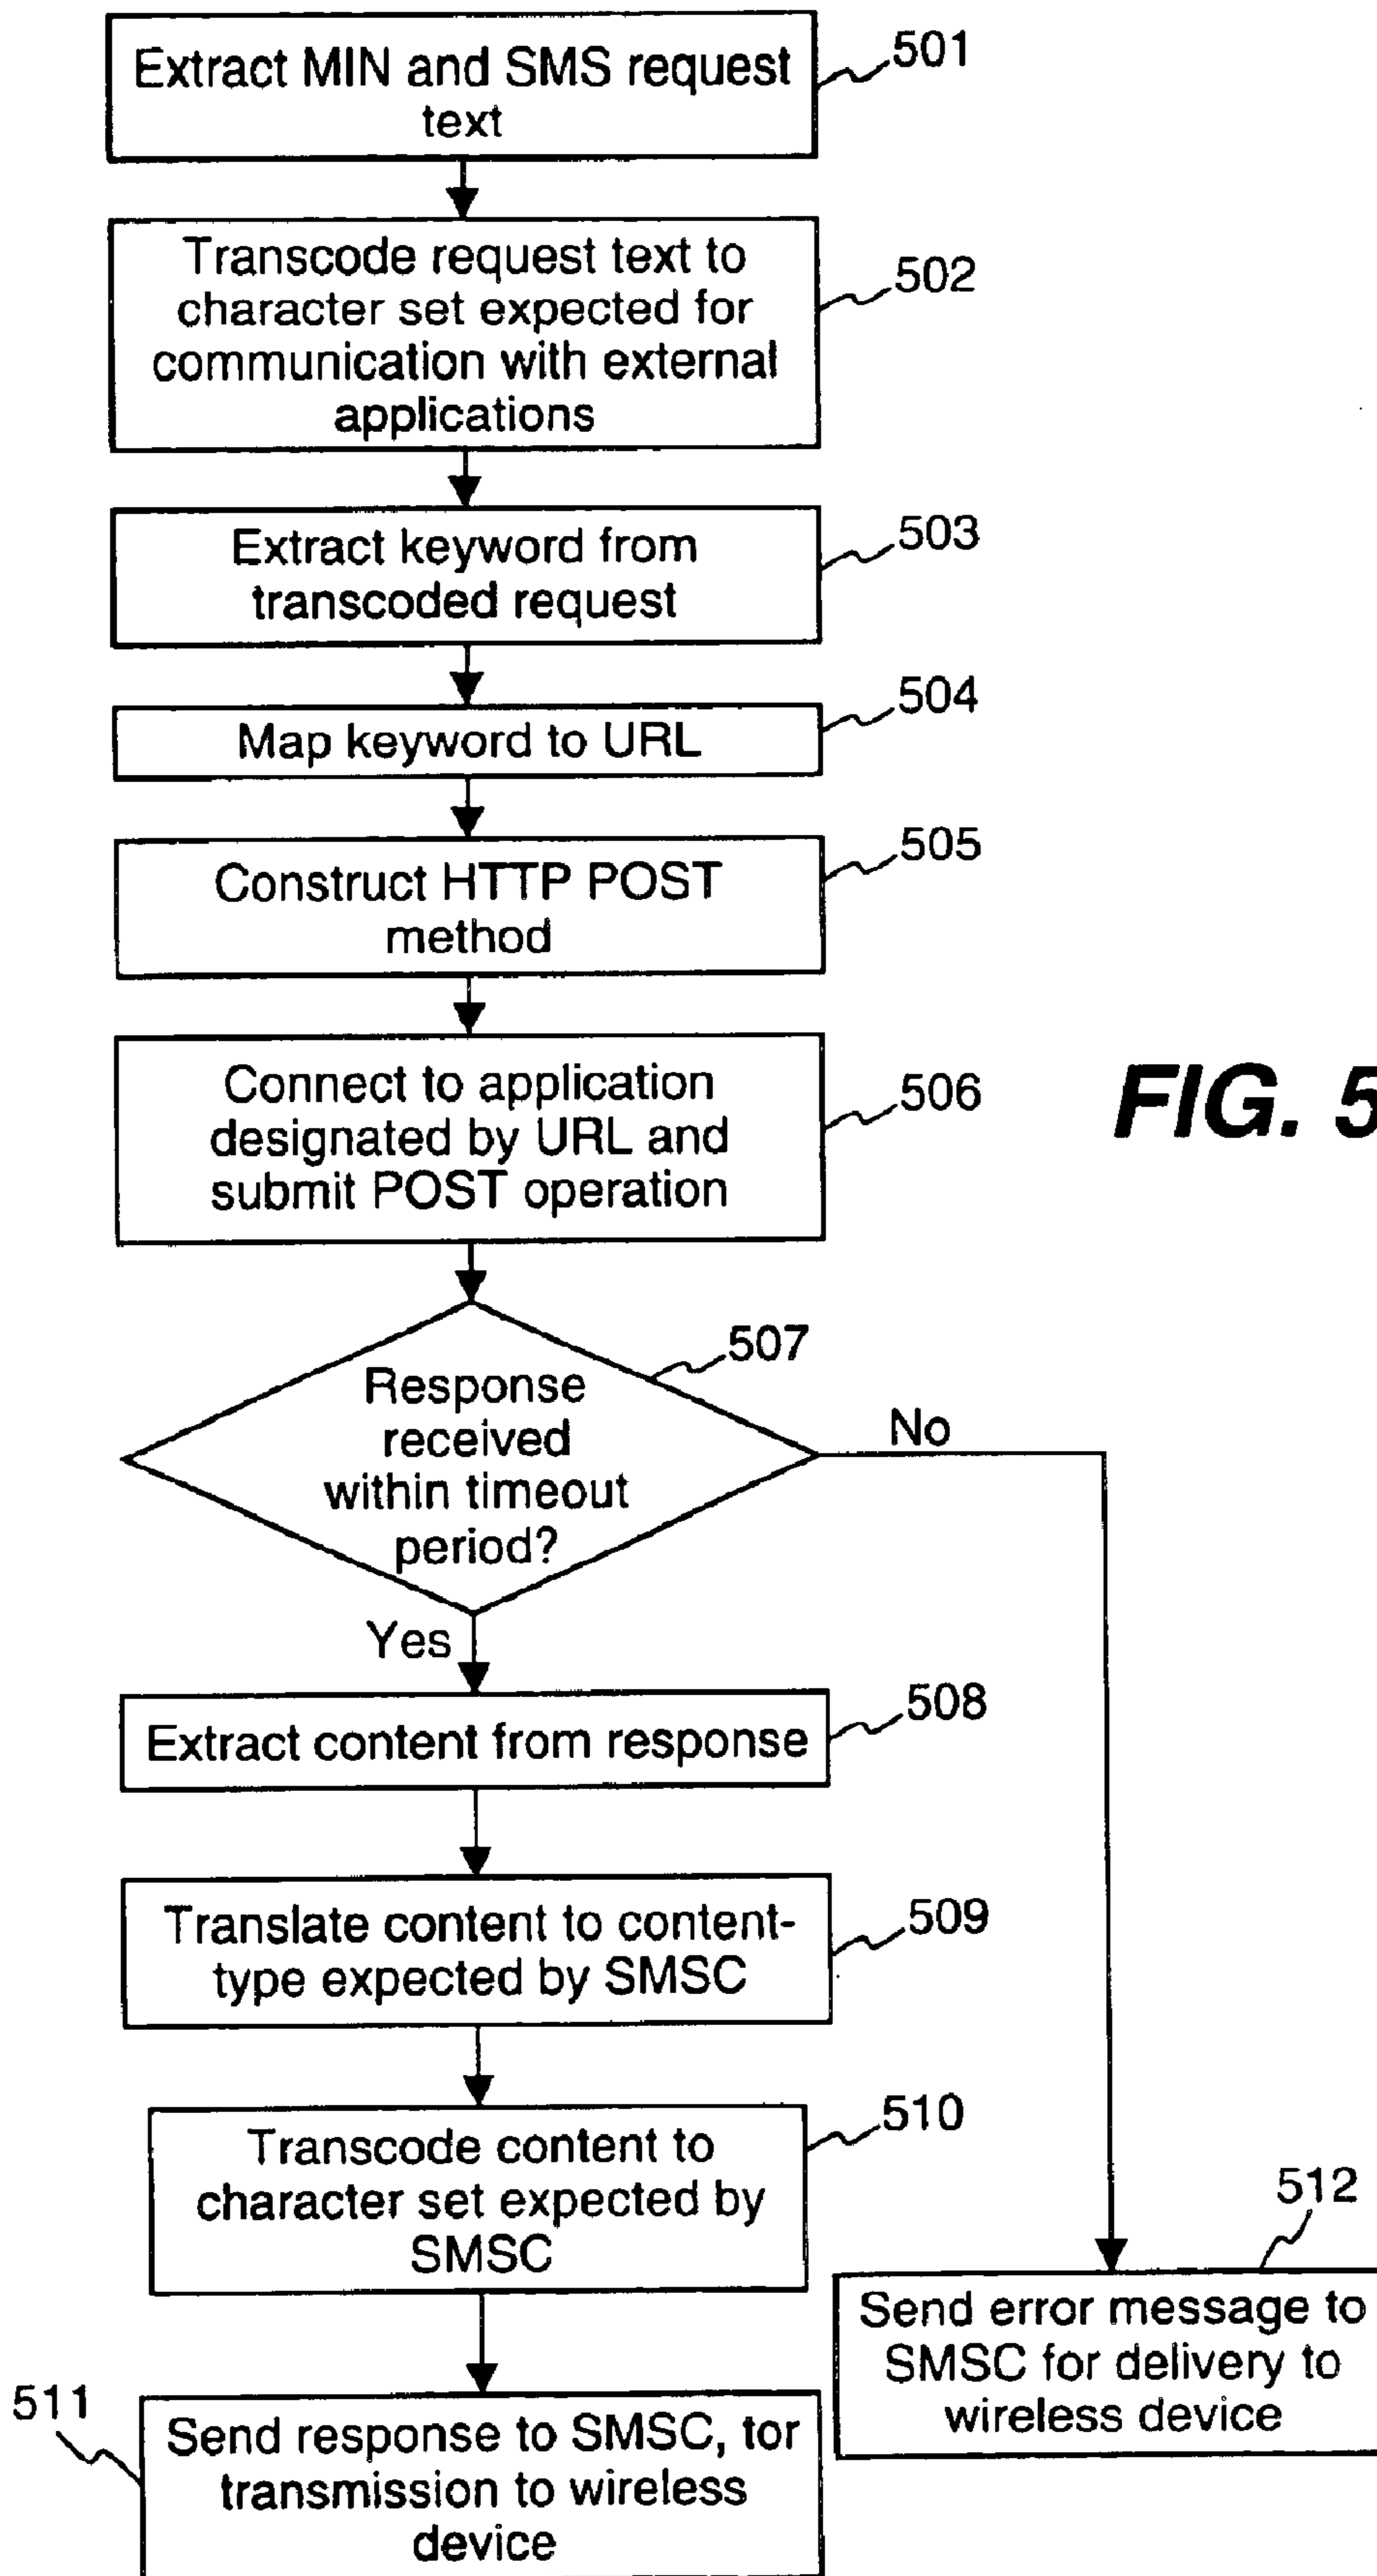 Extract MIN and SMS request
text
501
Transcode request text to
character set expected for
communication with external
applications
502
Extract keyword from
transcoded request
503
Map keyword to URL
504
Construct HTTP POST
method
505
Connect to application
designated by URL and
submit POST operation
506
FIG. 5
Response
received
within timeout
period?
507
No
Yes
Extract content from response
508
Translate content to content-
type expected by SMSC
509
Transcode content to
character set expected by
SMSC
510
Send error message to
SMSC for delivery to
wireless device
512
Send response to SMSC, tor
transmission to wireless
device
511